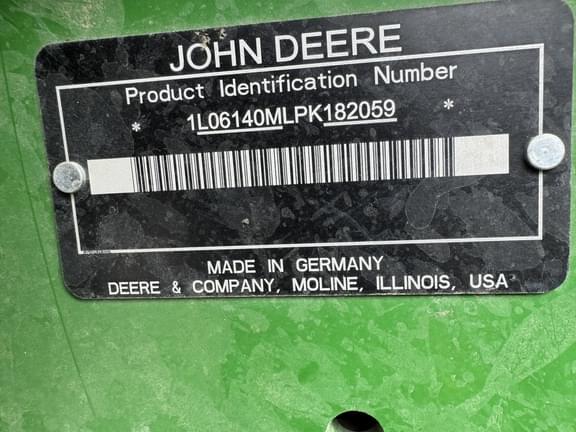 JOHN DEERE
Product Identification Number
* 1L06140MLPK182059 *
MADE IN GERMANY
DEERE & COMPANY, MOLINE, ILLINOIS, USA